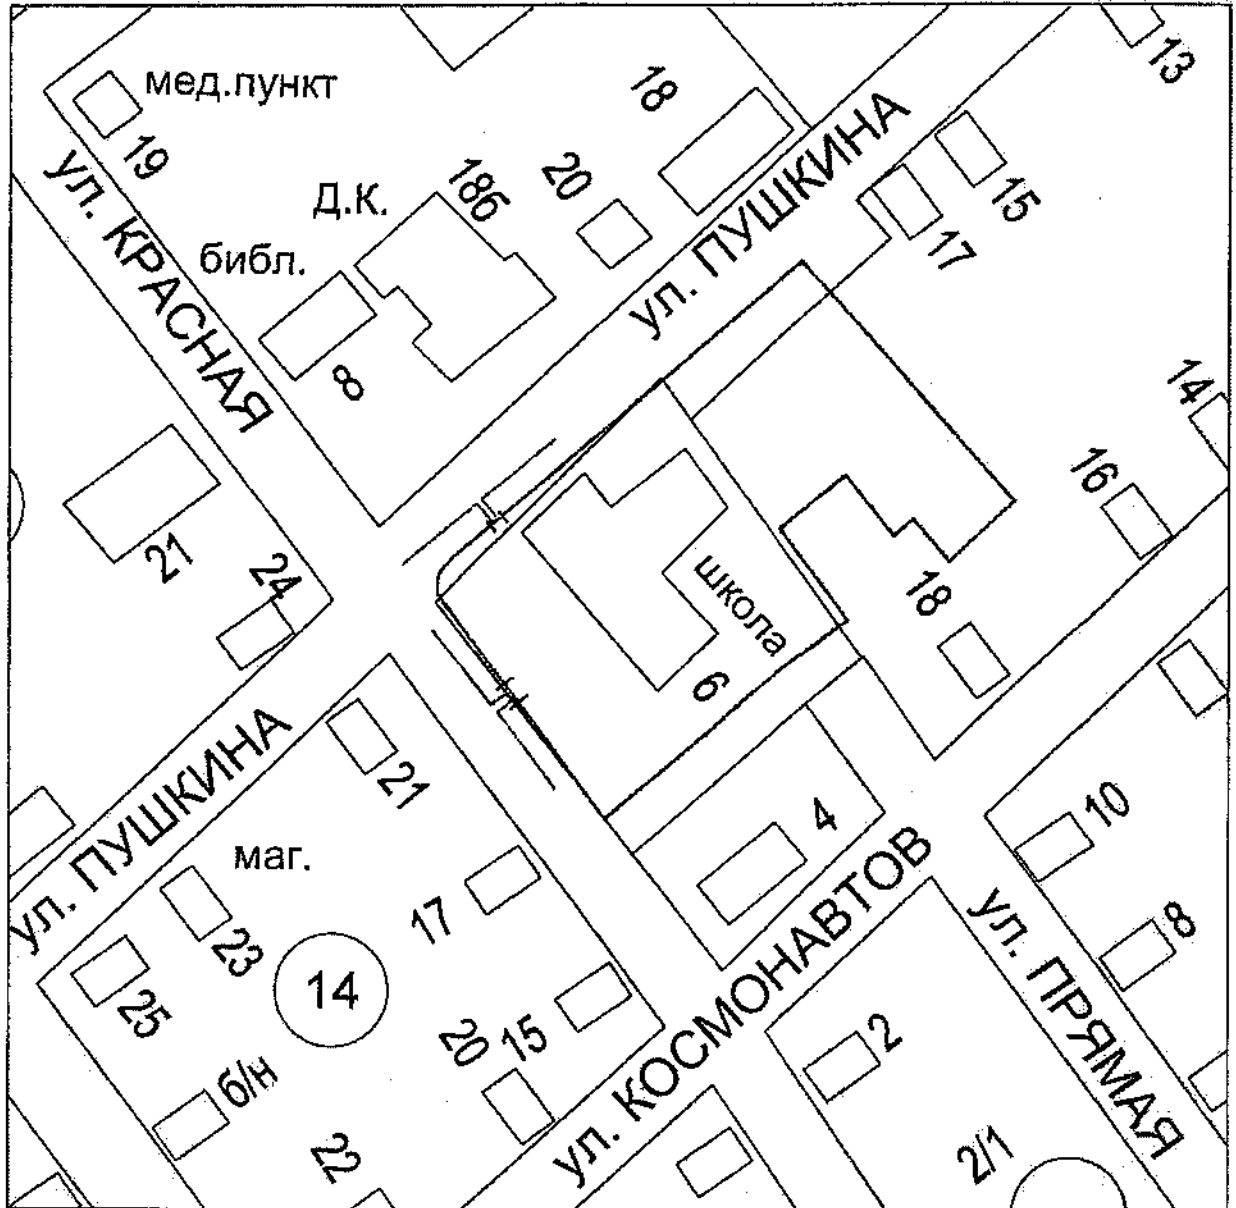 мед.пункт
19
ул. КРАСНАЯ
Д.К.
18б
библ.
8
20
18
ул. ПУШКИНА
13
15
17
14
16
18
школа
6
21
24
ул. ПУШКИНА
21
маг.
23
25
14
17
15
20
б/н
22
4
ул. КОСМОНАВТОВ
10
8
ул. ПРЯМАЯ
2
2/1